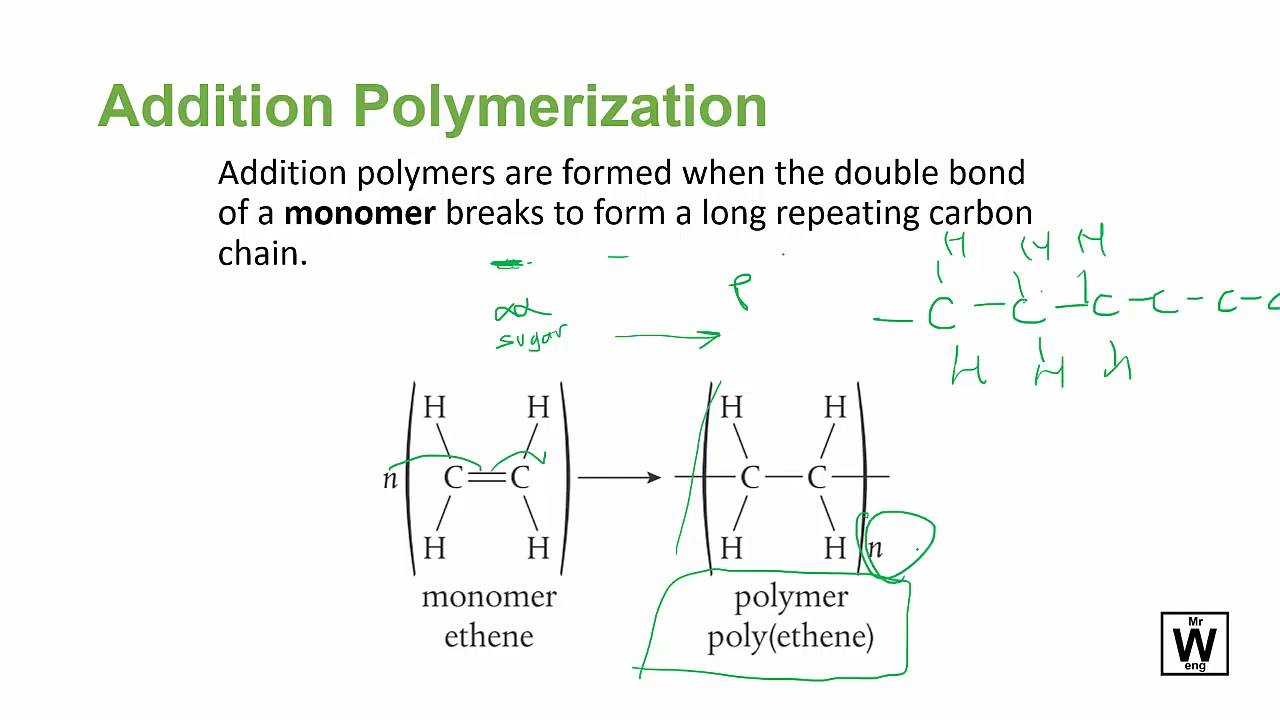 Addition Polymerization
Addition polymers are formed when the double bond
of a monomer breaks to form a long repeating carbon
chain.
H H H
sugar
C C C C C C
H H H
H H H H
n C C C C
H H H H n
monomer polymer
ethene poly(ethene)
Mr
W
eng